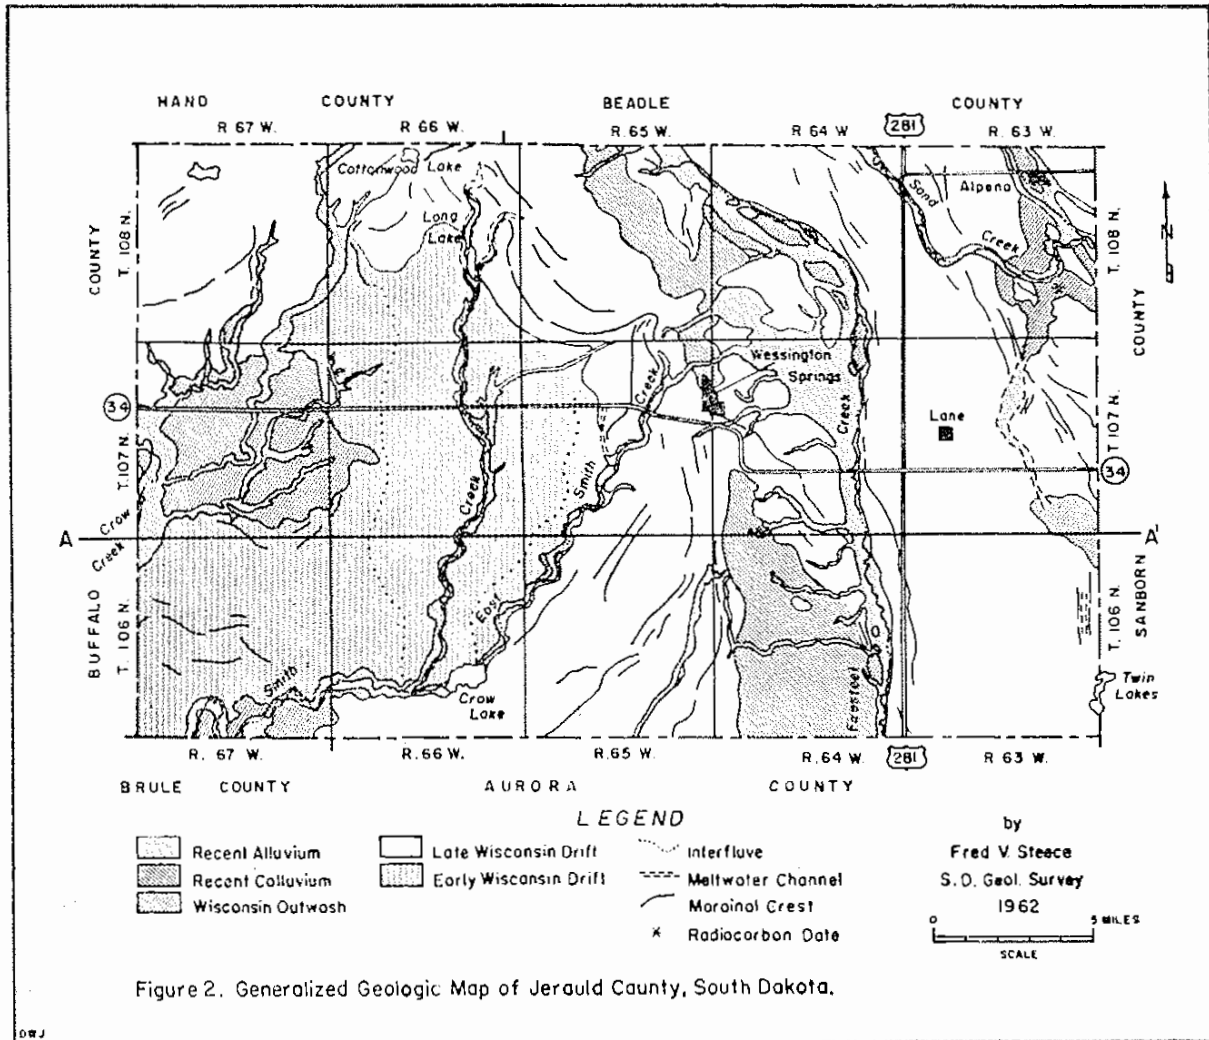 HAND COUNTY BEADLE COUNTY
R 67 W. R 66 W. R.65 W. R 64 W 281 R. 63 W.
Cottonwood Lake
Long Lake
Sand Creek
Alpena
COUNTY
T. 108 N.
T. 108 N.
N
COUNTY
Wessington Springs
Creek
Creek
34
Lane
T.107 N.
T 107 N.
34
Creek
Smith
Crow Creek
A
A'
BUFFALO
T. 106 N.
East
T. 106 N.
SANBORN
Smith
Crow Lake
Firesteel
Twin Lakes
R. 67 W. R.66 W. R.65 W. R.64 W. 281 R 63 W.
BRULE COUNTY AURORA COUNTY
LEGEND
Recent Alluvium
Recent Colluvium
Wisconsin Outwash
Late Wisconsin Drift
Early Wisconsin Drift
Interfluve
Meltwater Channel
Morainal Crest
Radiocarbon Date
by
Fred V. Steece
S. D. Geol. Survey
1962
0 5 MILES
SCALE
Figure 2. Generalized Geologic Map of Jerauld County, South Dakota.
DWJ